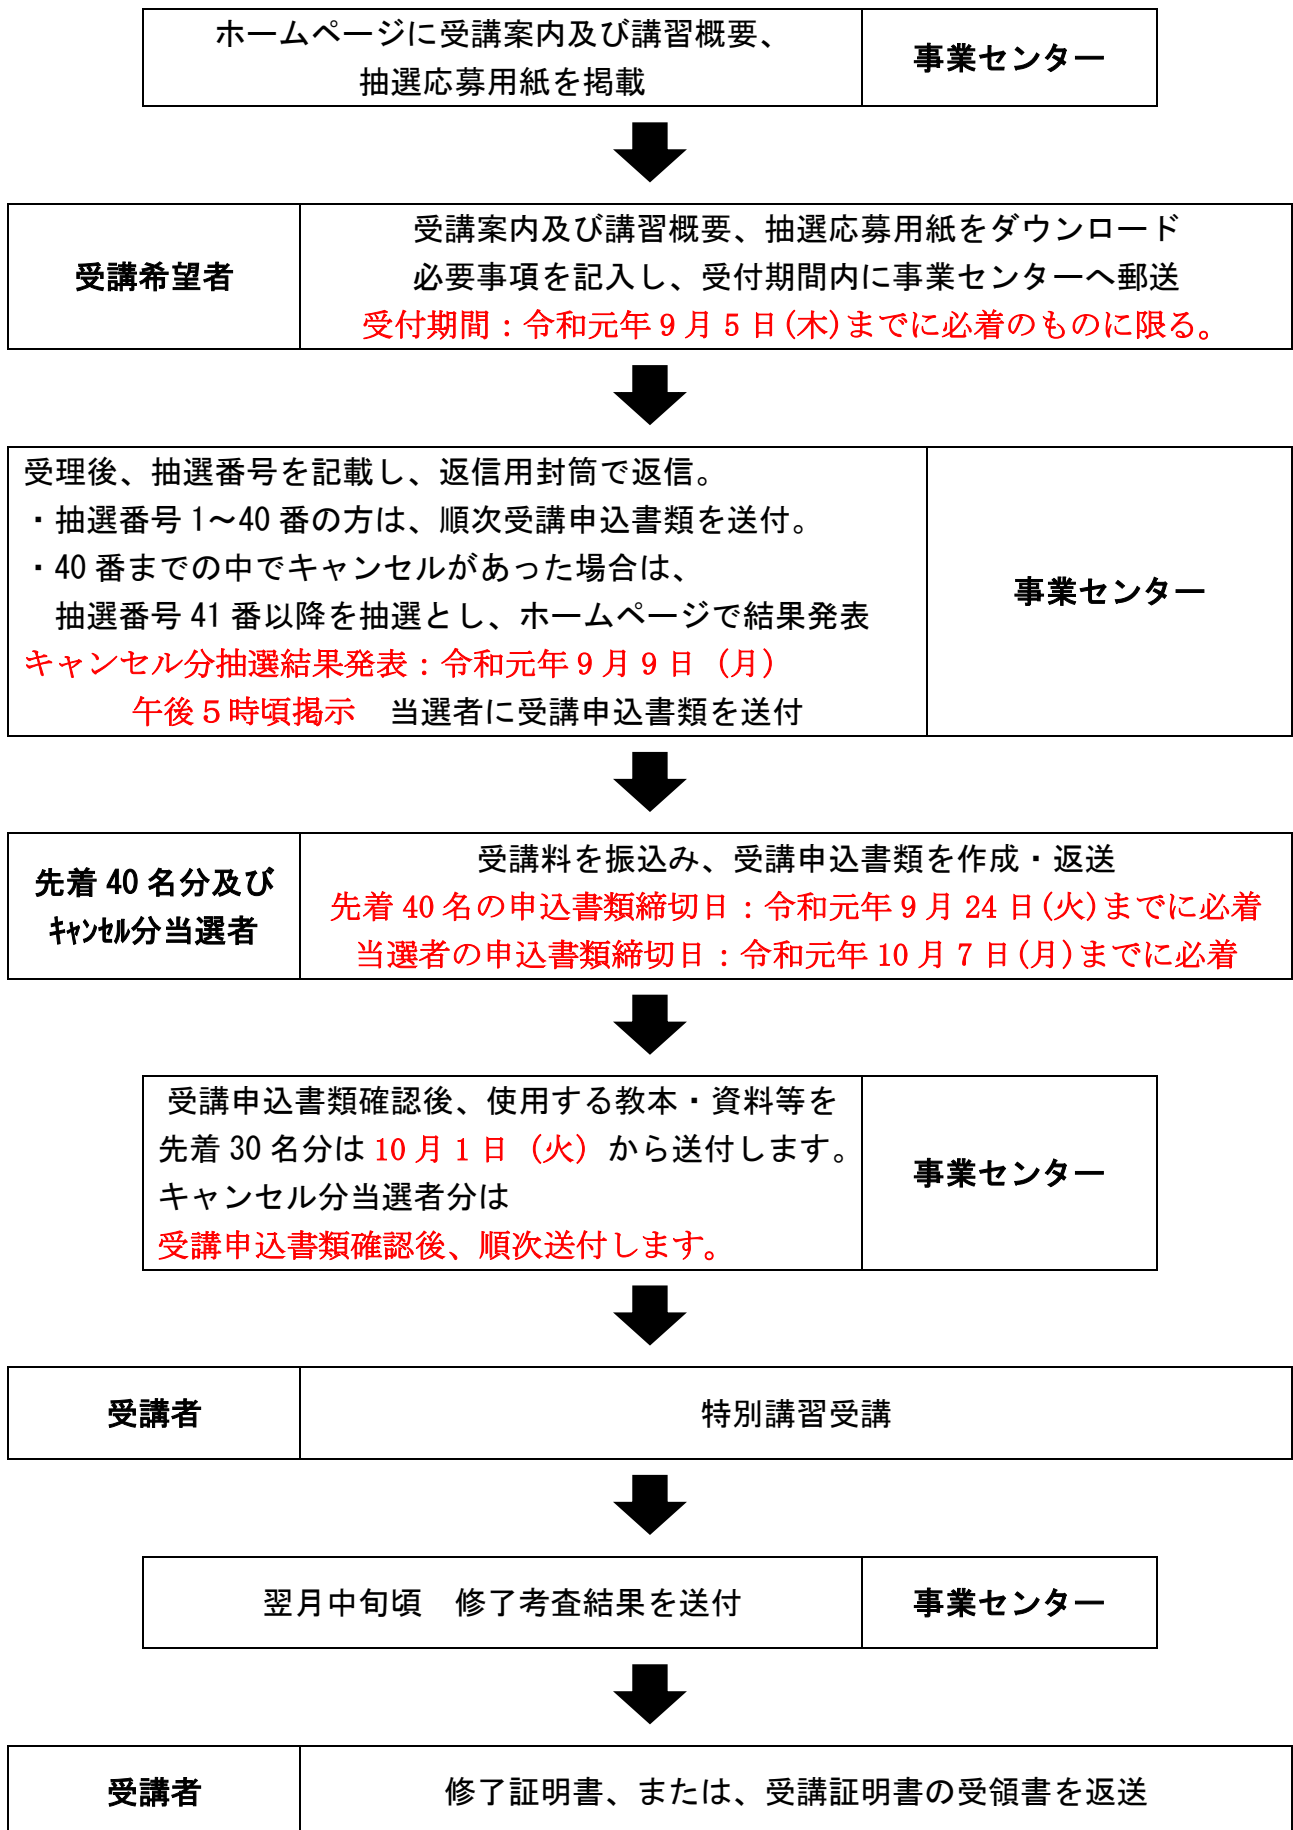 ホームページに受講案内及び講習概要、
抽選応募用紙を掲載
事業センター
受講希望者
受講案内及び講習概要、抽選応募用紙をダウンロード
必要事項を記入し、受付期間内に事業センターへ郵送
受付期間：令和元年９月５日(木)までに必着のものに限る。
受理後、抽選番号を記載し、返信用封筒で返信。
・抽選番号 1～40 番の方は、順次受講申込書類を送付。
・40 番までの中でキャンセルがあった場合は、
抽選番号 41 番以降を抽選とし、ホームページで結果発表
キャンセル分抽選結果発表：令和元年９月９日（月）
午後５時頃掲示　当選者に受講申込書類を送付
事業センター
先着 40 名分及び
ｷｬﾝｾﾙ分当選者
受講料を振込み、受講申込書類を作成・返送
先着 40 名の申込書類締切日：令和元年９月 24 日(火)までに必着
当選者の申込書類締切日：令和元年 10 月７日(月)までに必着
受講申込書類確認後、使用する教本・資料等を
先着 30 名分は 10 月１日（火）から送付します。
キャンセル分当選者分は
受講申込書類確認後、順次送付します。
事業センター
受講者
特別講習受講
翌月中旬頃　修了考査結果を送付
事業センター
受講者
修了証明書、または、受講証明書の受領書を返送